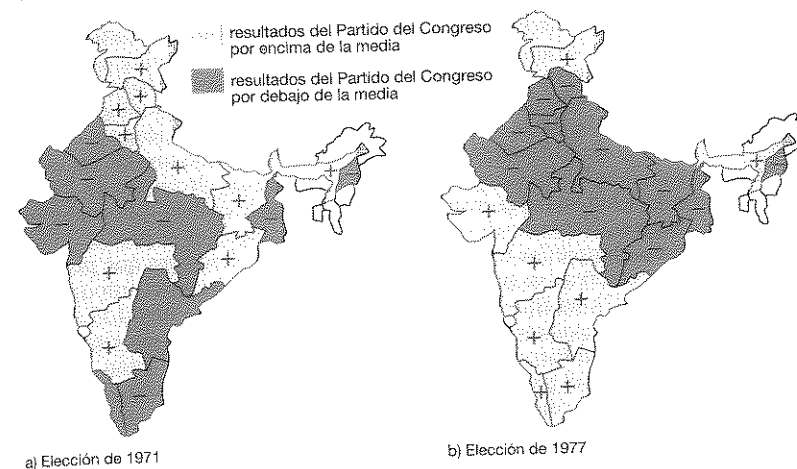 resultados del Partido del Congreso
por encima de la media
resultados del Partido del Congreso
por debajo de la media
a) Elección de 1971
b) Elección de 1977